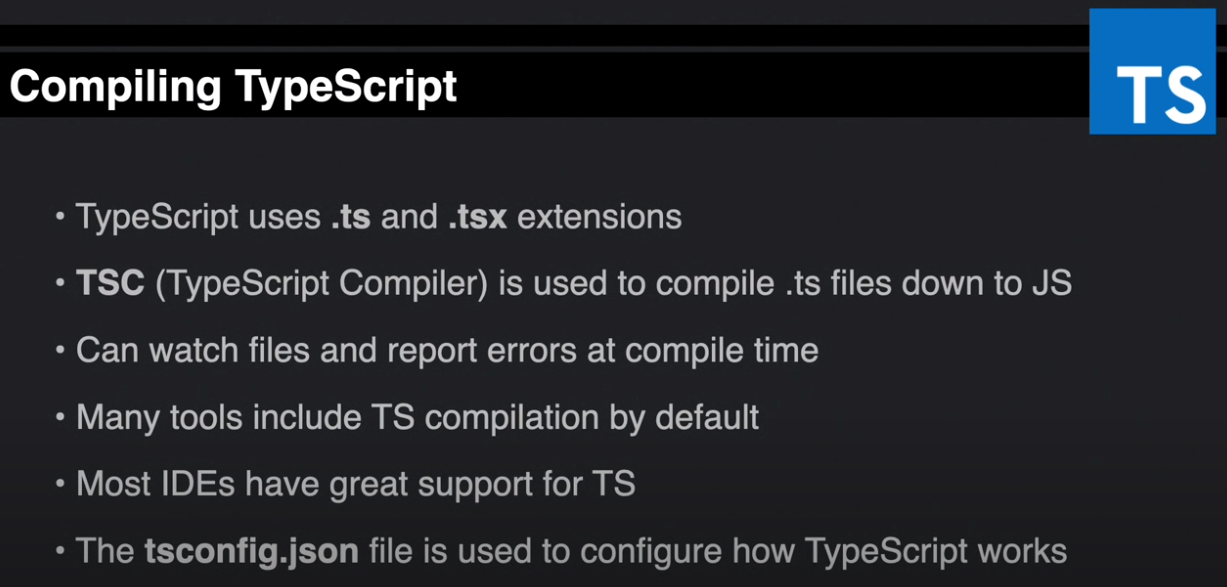 Compiling TypeScript
TS
• TypeScript uses .ts and .tsx extensions
• TSC (TypeScript Compiler) is used to compile .ts files down to JS
• Can watch files and report errors at compile time
• Many tools include TS compilation by default
• Most IDEs have great support for TS
• The tsconfig.json file is used to configure how TypeScript works